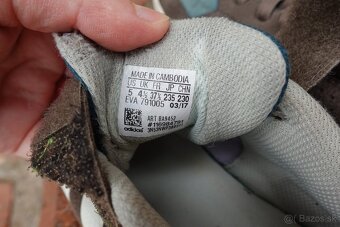 MADE IN CAMBODIA
US UK FR JP CHN
5 4½ 37⅓ 235 230
EVA 791005 03/17
ART BA8452
adidas
© Bazos.sk